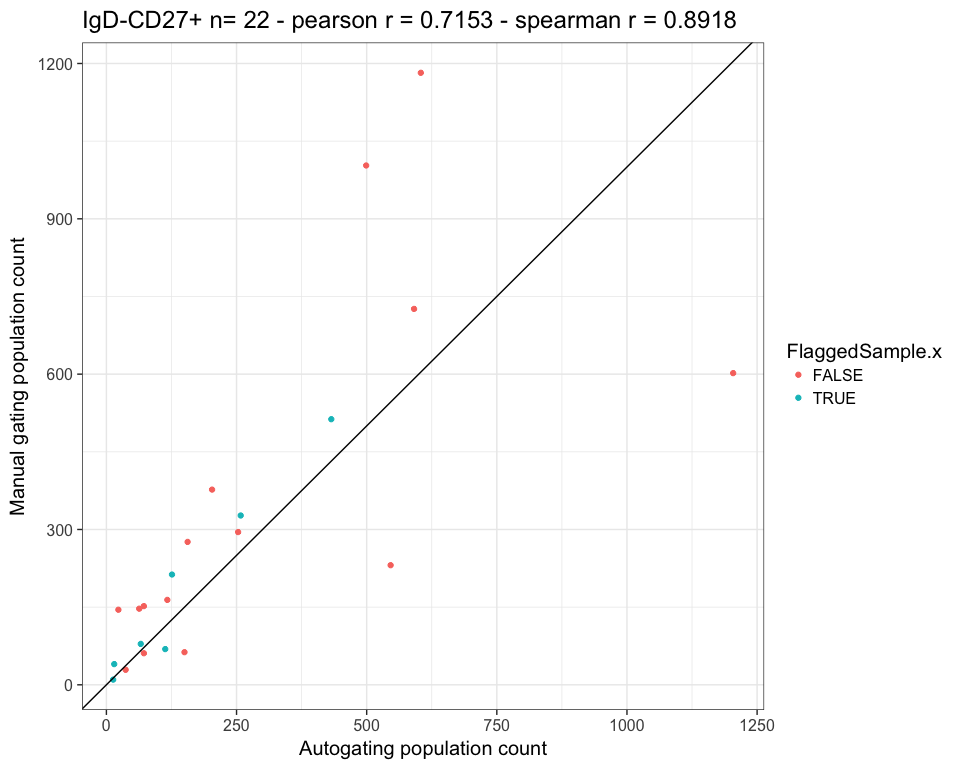 IgD-CD27+ n= 22 - pearson r = 0.7153 - spearman r = 0.8918
Manual gating population count
1200
900
600
300
0
0 250 500 750 1000 1250
Autogating population count
FlaggedSample.x
FALSE
TRUE